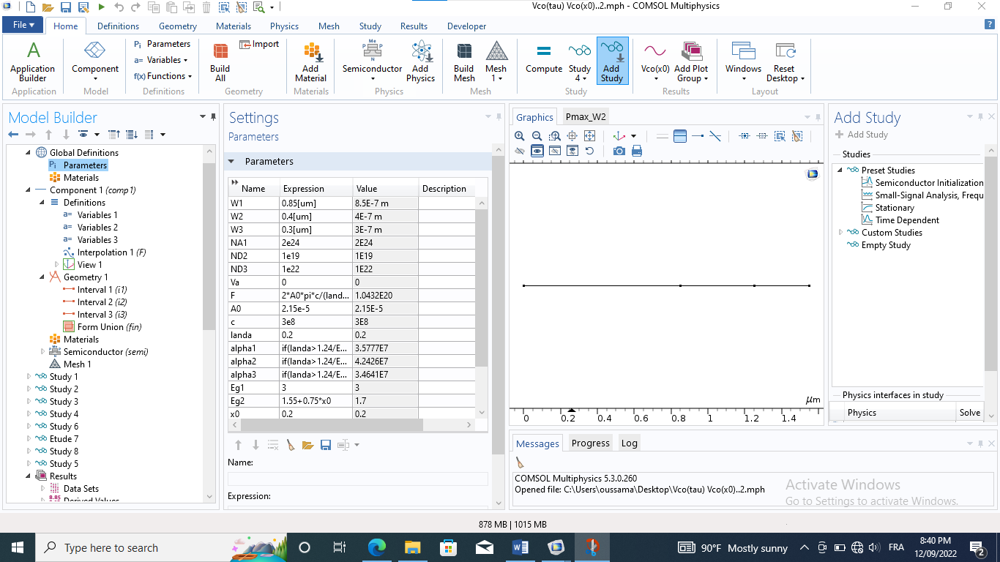 Vco(tau) Vco(x0)..2.mph - COMSOL Multiphysics
File Home Definitions Geometry Materials Physics Mesh Study Results Developer
Application Builder
Component
Pi Parameters
a= Variables
f(x) Functions
Build All
Import
Add Material
Semiconductor
Add Physics
Build Mesh
Mesh 1
Compute
Study 4
Add Study
Vco(x0)
Add Plot Group
Windows
Reset Desktop
Application Model Definitions Geometry Materials Physics Mesh Study Results Layout
Model Builder
Global Definitions
Pi Parameters
Materials
Component 1 (comp1)
Definitions
a= Variables 1
a= Variables 2
a= Variables 3
Interpolation 1 (F)
View 1
Geometry 1
Interval 1 (i1)
Interval 2 (i2)
Interval 3 (i3)
Form Union (fin)
Materials
Semiconductor (semi)
Mesh 1
Study 1
Study 2
Study 3
Study 4
Study 6
Etude 7
Study 8
Study 5
Results
Data Sets
8.85 Derived Values
Settings
Parameters
Parameters
Name Expression Value Description
W1 0.85[um] 8.5E-7 m
W2 0.4[um] 4E-7 m
W3 0.3[um] 3E-7 m
NA1 2e24 2E24
ND2 1e19 1E19
ND3 1e22 1E22
Va 0 0
F 2*A0*pi*c/(land... 1.0432E20
A0 2.15e-5 2.15E-5
c 3e8 3E8
landa 0.2 0.2
alpha1 if(landa>1.24/E... 3.5777E7
alpha2 if(landa>1.24/E... 4.2426E7
alpha3 if(landa>1.24/E... 3.4641E7
Eg1 3 3
Eg2 1.55+0.75*x0 1.7
x0 0.2 0.2
Name:
Expression:
Graphics Pmax_W2
μm
0 0.2 0.4 0.6 0.8 1 1.2 1.4
Messages Progress Log
COMSOL Multiphysics 5.3.0.260
Opened file: C:\Users\oussama\Desktop\Vco(tau) Vco(x0)..2.mph
Activate Windows
Go to Settings to activate Windows.
Add Study
+ Add Study
Studies
Preset Studies
Semiconductor Initialization
Small-Signal Analysis, Frequ
Stationary
Time Dependent
Custom Studies
Empty Study
Physics interfaces in study
Physics Solve
878 MB | 1015 MB
Type here to search
90°F Mostly sunny
FRA
8:40 PM
12/09/2022
2